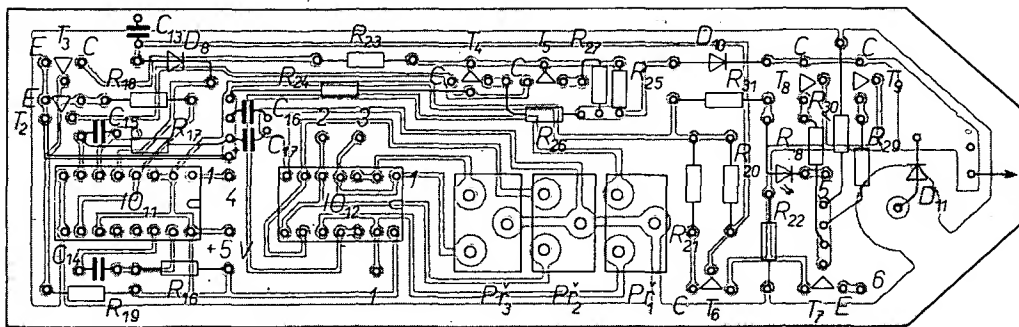 E T₃ C C₁₃ D₈ R₂₃ T₄ T₅ R₂₇ D₁₀ C C
R₁₈ R₂₄ C C R₂₅ R₃₁ T₈ R₃₀ T₉
E T₂ C₁₅ R₁₇ C₁₆ 2 3 C₁₇ R₂₆ R₂₀ R₂₉
1 4 1 8 5 D₁₁
IO₁₁ IO₁₂ R₂₂
C₁₄ +5 V R₂₁
R₁₉ R₁₆ 1 Př₃ Př₂ Př₁ C T₆ T₇ E 6